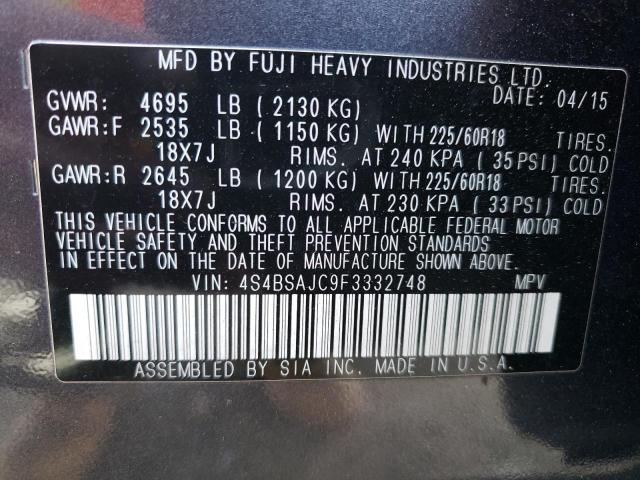 MFD BY FUJI HEAVY INDUSTRIES LTD.
DATE: 04/15
GVWR: 4695 LB ( 2130 KG)
GAWR:F 2535 LB ( 1150 KG) WITH 225/60R18 TIRES.
18X7J RIMS. AT 240 KPA ( 35 PSI) COLD
GAWR:R 2645 LB ( 1200 KG) WITH 225/60R18 TIRES.
18X7J RIMS. AT 230 KPA ( 33 PSI) COLD
THIS VEHICLE CONFORMS TO ALL APPLICABLE FEDERAL MOTOR
VEHICLE SAFETY AND THEFT PREVENTION STANDARDS
IN EFFECT ON THE DATE OF MANUFACTURE SHOWN ABOVE.
VIN: 4S4BSAJC9F3332748 MPV
ASSEMBLED BY SIA INC. MADE IN U.S.A.